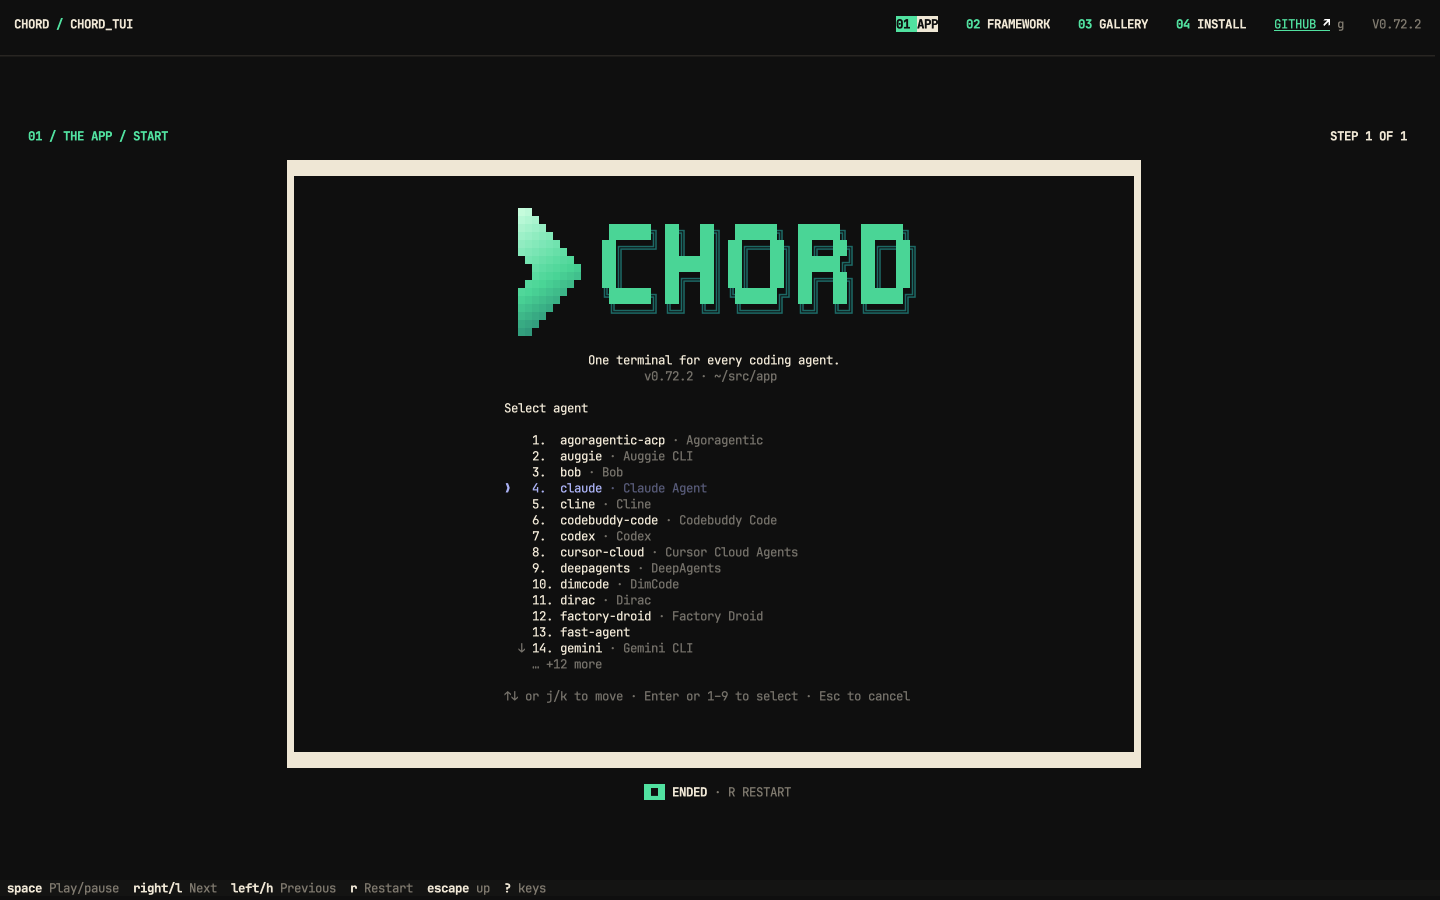 CHORD / CHORD_TUI
01 APP 02 FRAMEWORK 03 GALLERY 04 INSTALL GITHUB ↗ g V0.72.2
01 / THE APP / START
STEP 1 OF 1
CHORD
One terminal for every coding agent.
v0.72.2 · ~/src/app
Select agent
1. agoragentic-acp · Agoragentic
2. auggie · Auggie CLI
3. bob · Bob
❱ 4. claude · Claude Agent
5. cline · Cline
6. codebuddy-code · Codebuddy Code
7. codex · Codex
8. cursor-cloud · Cursor Cloud Agents
9. deepagents · DeepAgents
10. dimcode · DimCode
11. dirac · Dirac
12. factory-droid · Factory Droid
13. fast-agent
↓ 14. gemini · Gemini CLI
… +12 more
↑↓ or j/k to move · Enter or 1-9 to select · Esc to cancel
ENDED · R RESTART
space Play/pause right/l Next left/h Previous r Restart escape up ? keys